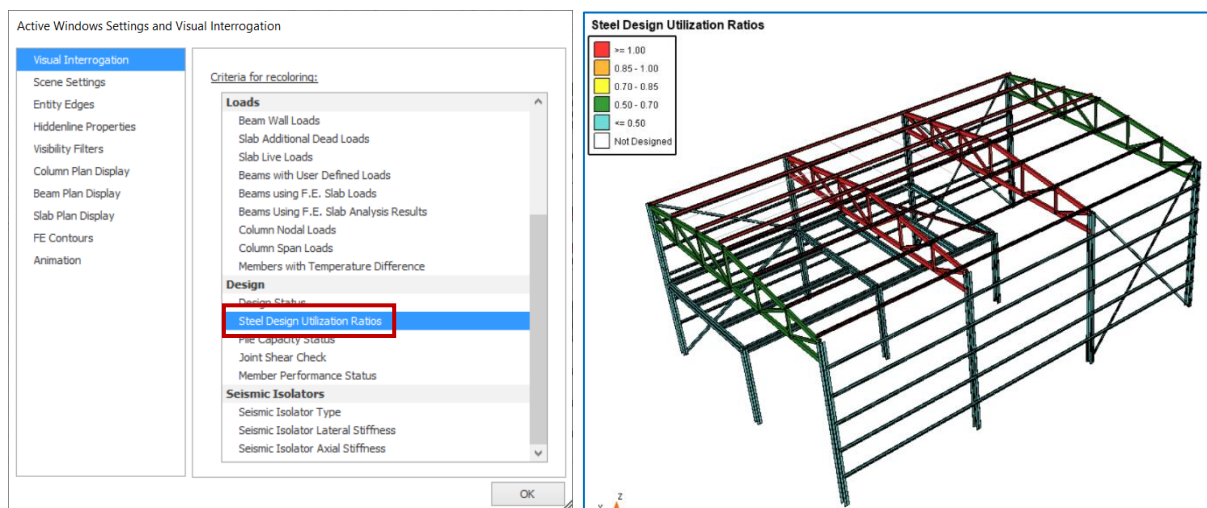 Active Windows Settings and Visual Interrogation
Visual Interrogation
Scene Settings
Entity Edges
Hiddenline Properties
Visibility Filters
Column Plan Display
Beam Plan Display
Slab Plan Display
FE Contours
Animation
Criteria for recoloring:
Loads
Beam Wall Loads
Slab Additional Dead Loads
Slab Live Loads
Beams with User Defined Loads
Beams using F.E. Slab Loads
Beams Using F.E. Slab Analysis Results
Column Nodal Loads
Column Span Loads
Members with Temperature Difference
Design
Design Status
Steel Design Utilization Ratios
Pile Capacity Status
Joint Shear Check
Member Performance Status
Seismic Isolators
Seismic Isolator Type
Seismic Isolator Lateral Stiffness
Seismic Isolator Axial Stiffness
OK
Steel Design Utilization Ratios
>= 1.00
0.85 - 1.00
0.70 - 0.85
0.50 - 0.70
<= 0.50
Not Designed
z